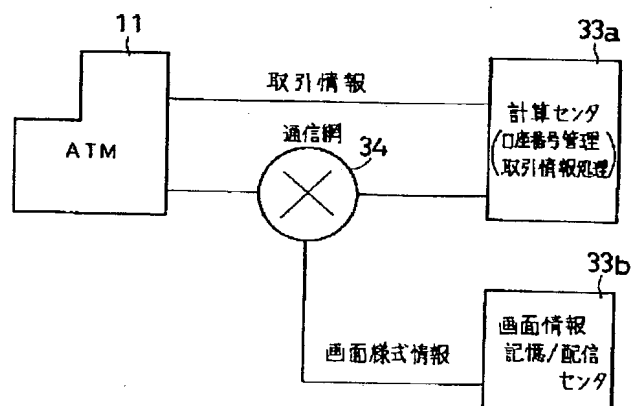 11
33a
取引情報
計算センタ
(口座番号管理
取引情報処理)
ATM
通信網
34
33b
画面情報
記憶/配信
センタ
画面様式情報